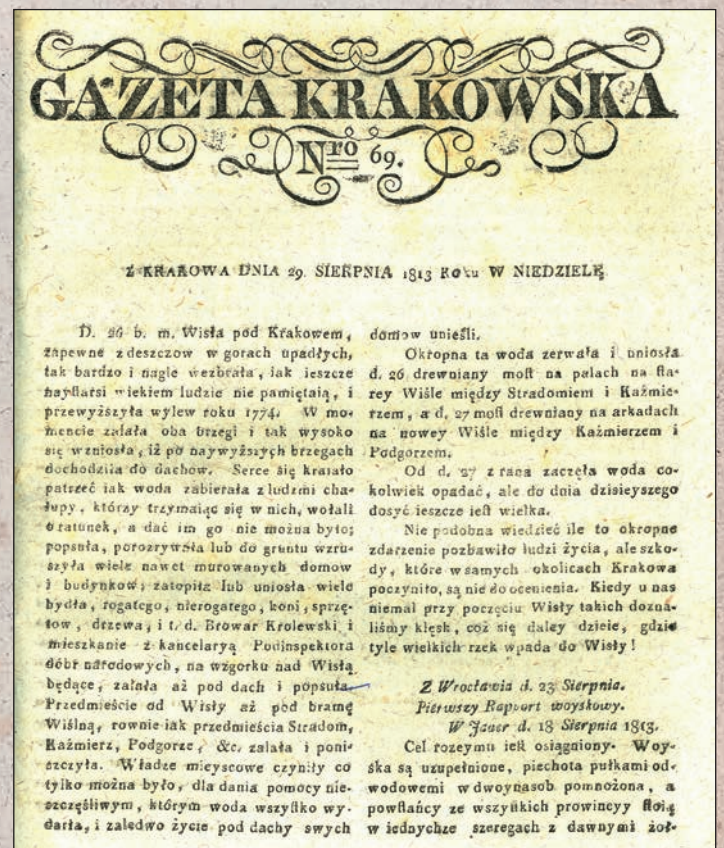 GAZETA KRAKOWSKA
Nro 69.
Z KRAKOWA DNIA 29. SIERPNIA 1813 Roku W NIEDZIELĘ
D. 26 b. m. Wisła pod Krakowem,
zapewne z deszczow w gorach upadłych,
tak bardzo i nagle wezbrała, iak ieszcze
naystarsi wiekiem ludzie nie pamiętaią, i
przewyższyła wylew roku 1774. W mo-
mencie zalała oba brzegi i tak wysoko
się wzniosła, iż po naywyższych brzegach
dochodziła do dachow. Serce się kraiało
patrzeć iak woda zabierała z ludźmi cha-
łupy, którzy trzymaiąc się w nich, wołali
o ratunek, a dać im go nie można było;
popsuła, porozrywała lub do gruntu wzru-
szyła wiele nawet murowanych domow
i budynkow; zatopiła lub uniosła wiele
bydła, rogatego, nierogatego, koni, sprzę-
tow, drzewa, i t. d. Browar Krolewski i
mieszkanie z kancelaryą Podinspektora
dóbr narodowych, na wzgorku nad Wisłą
będące, zalała aż pod dach i popsuła.
Przedmieście od Wisły aż pod bramę
Wiślną, rownie iak przedmieścia Stradom,
Kaźmierz, Podgorze, &c. zalała i poni-
szczyła. Władze mieyscowe czyniły co
tylko można było, dla dania pomocy nie-
szczęśliwym, którym woda wszystko wy-
darła, i zaledwo życie pod dachy swych
domow unieśli.
Okropna ta woda zerwała i uniosła
d. 26 drewniany most na palach na sta-
rey Wiśle między Stradomiem i Kaźmie-
rzem, a d. 27 most drewniany na arkadach
na nowey Wiśle między Kaźmierzem i
Podgorzem.
Od d. 27 z rana zaczęła woda co-
kolwiek opadać, ale do dnia dzisieyszego
dosyć ieszcze iest wielka.
Nie podobna wiedzieć ile to okropne
zdarzenie pozbawiło ludzi życia, ale szko-
dy, które w samych okolicach Krakowa
poczyniło, są nie do ocenienia. Kiedy u nas
niemal przy poczęciu Wisły takich dozna-
liśmy klęsk, coż się daley dzieie, gdzie
tyle wielkich rzek wpada do Wisły!
Z Wrocławia d. 23 Sierpnia.
Pierwszy Rapport woyskowy.
W Jauer d. 18 Sierpnia 1813.
Cel rozeymu iest osiągniony. Woy-
ska są uzupełnione, piechota pułkami od-
wodowemi w dwoynasob pomnożona, a
powstańcy ze wszystkich prowincyy stoią
w iednychże szeregach z dawnymi żoł-